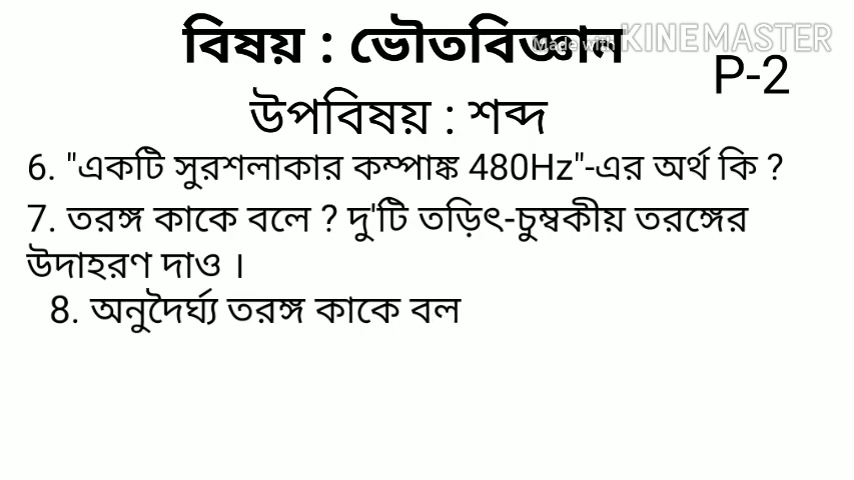 বিষয় : ভৌতবিজ্ঞান
Made with KINEMASTER
P-2
উপবিষয় : শব্দ
6. "একটি সুরশলাকার কম্পাঙ্ক 480Hz"-এর অর্থ কি ?
7. তরঙ্গ কাকে বলে ? দু'টি তড়িৎ-চুম্বকীয় তরঙ্গের
উদাহরণ দাও ।
8. অনুদৈর্ঘ্য তরঙ্গ কাকে বল